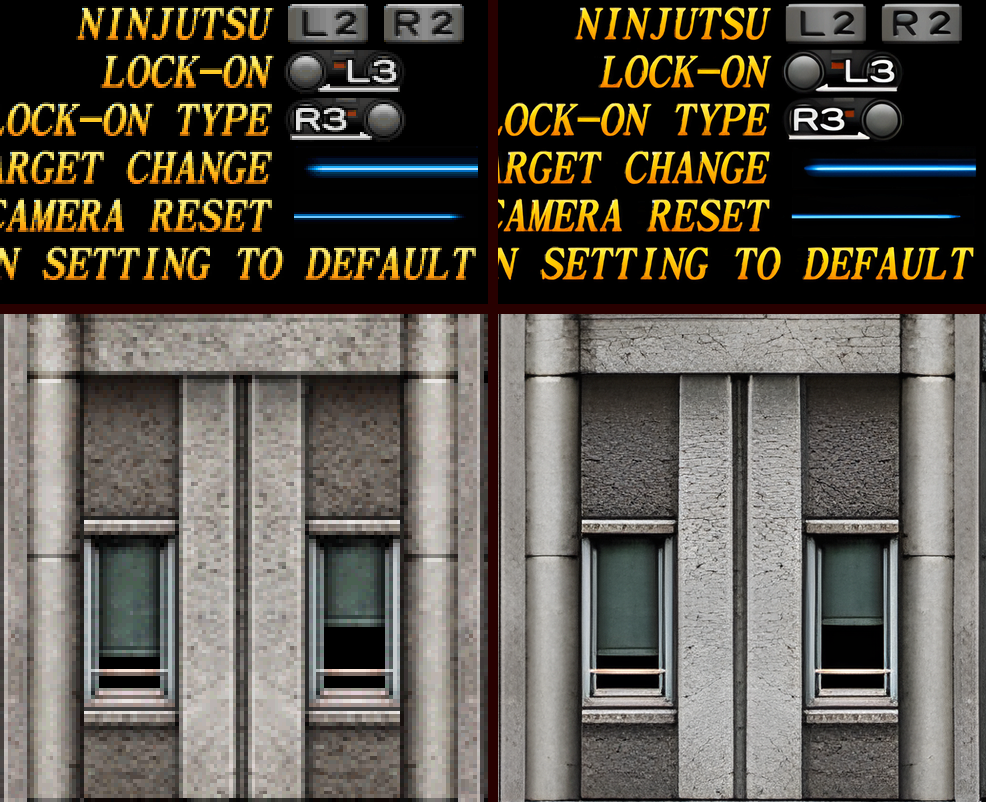 NINJUTSU L2 R2 NINJUTSU L2 R2
LOCK-ON L3 LOCK-ON L3
LOCK-ON TYPE R3 LOCK-ON TYPE R3
ARGET CHANGE ARGET CHANGE
CAMERA RESET CAMERA RESET
N SETTING TO DEFAULT N SETTING TO DEFAULT